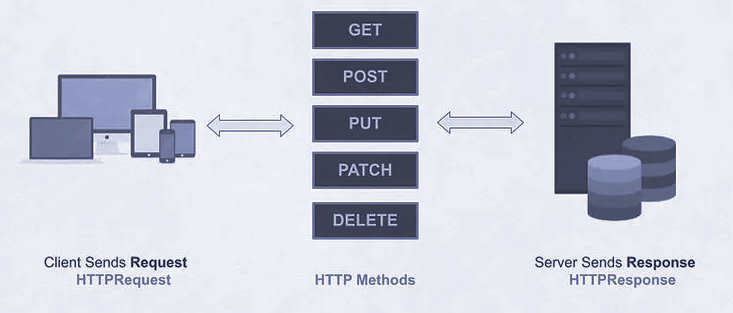 GET
POST
PUT
PATCH
DELETE
Client Sends Request
HTTPRequest
HTTP Methods
Server Sends Response
HTTPResponse